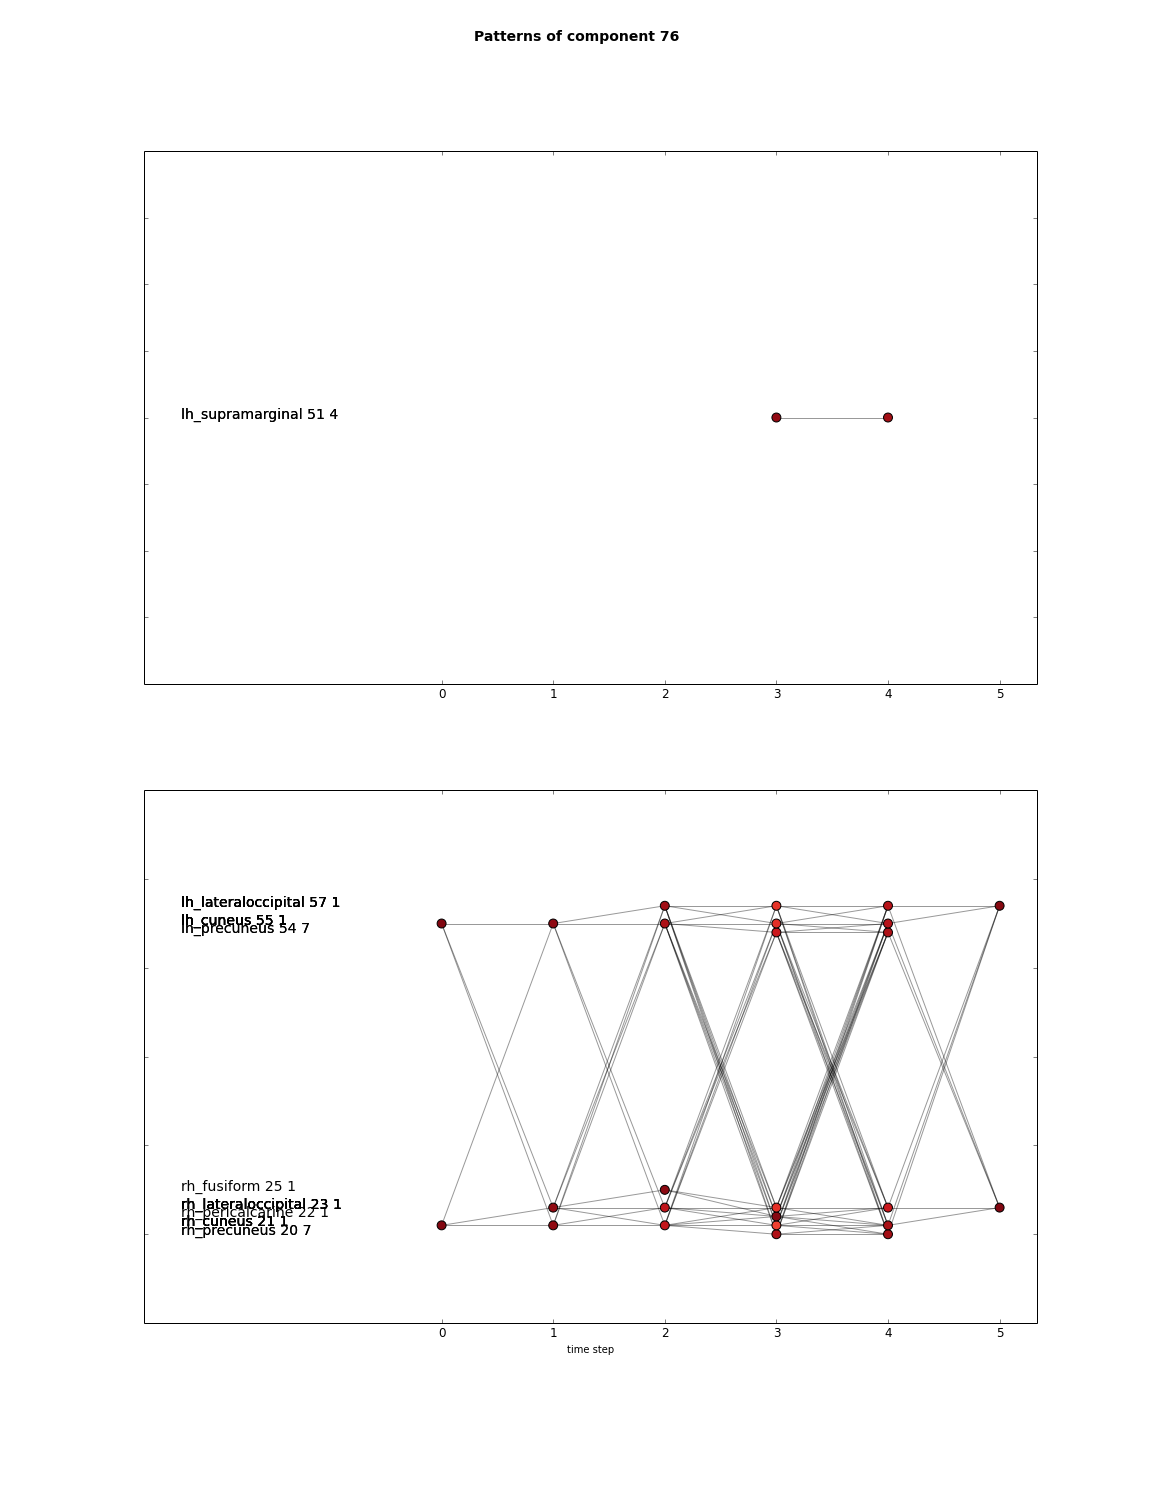 Patterns of component 76
lh_supramarginal 51 4
0 1 2 3 4 5
lh_lateraloccipital 57 1
lh_cuneus 55 1
lh_precuneus 54 7
rh_fusiform 25 1
rh_lateraloccipital 23 1
rh_pericalcarine 22 1
rh_cuneus 21 1
rh_precuneus 20 7
0 1 2 3 4 5
time step